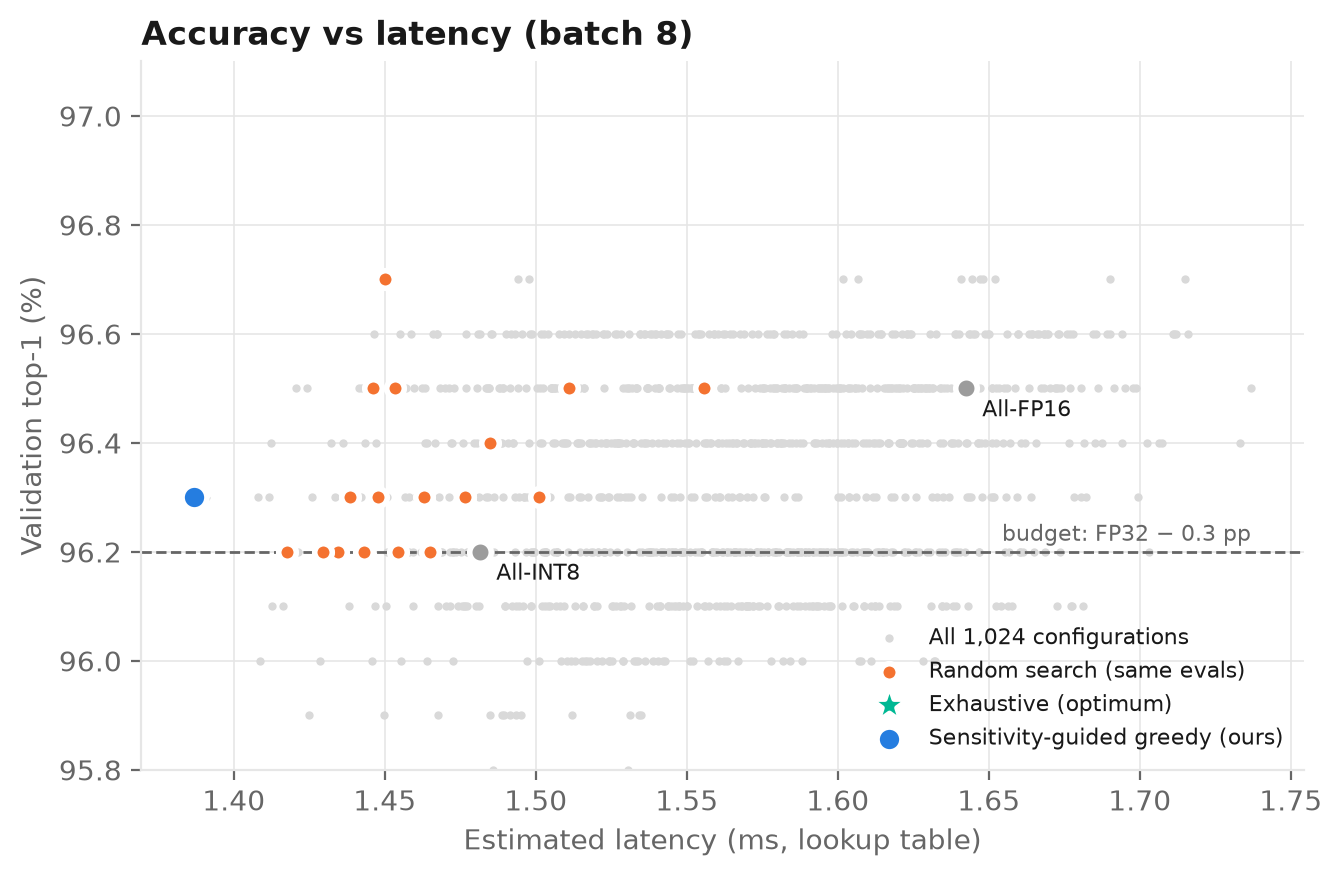 Accuracy vs latency (batch 8)
Validation top-1 (%)
97.0
96.8
96.6
96.4
96.2
96.0
95.8
All-FP16
budget: FP32 − 0.3 pp
All-INT8
All 1,024 configurations
Random search (same evals)
Exhaustive (optimum)
Sensitivity-guided greedy (ours)
1.40 1.45 1.50 1.55 1.60 1.65 1.70 1.75
Estimated latency (ms, lookup table)